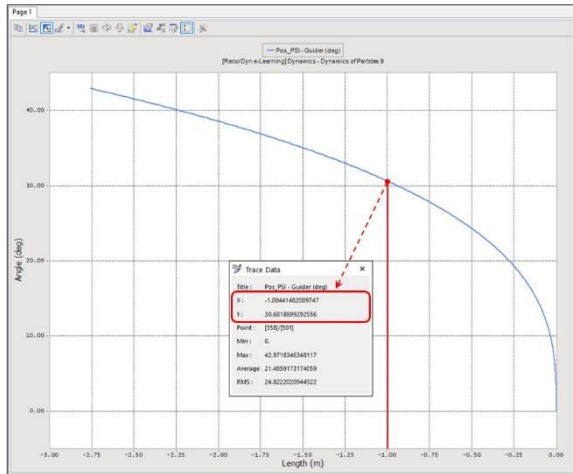 Page 1
Pos_PSI - Guider (deg)
[RecurDyn e-Learning] Dynamics - Dynamics of Particles 9
Angle (deg)
40.00
30.00
20.00
10.00
0.00
Trace Data
×
Title : Pos_PSI - Guider (deg)
X : -1.00441462009747
Y : 30.6818899292556
Point : [358]/[501]
Min : 0.
Max : 42.9718346348117
Average 21.4859173174059
RMS : 24.8222020944522
-3.00 -2.75 -2.50 -2.25 -2.00 -1.75 -1.50 -1.25 -1.00 -0.75 -0.50 -0.25 0.00
Length (m)